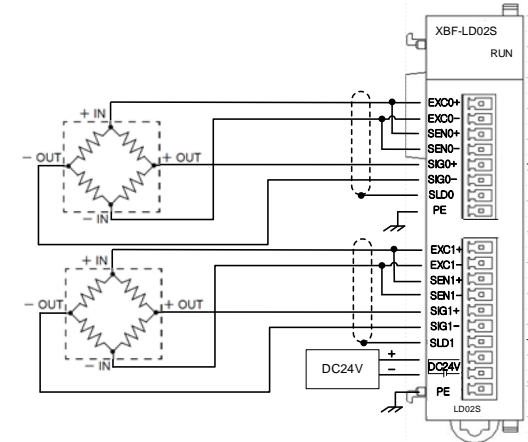 XBF-LD02S
RUN
+ IN
EXC0+
EXC0-
SEN0+
SEN0-
- OUT
+ OUT
SIG0+
SIG0-
SLD0
- IN
PE
+ IN
EXC1+
EXC1-
SEN1+
SEN1-
- OUT
+ OUT
SIG1+
SIG1-
SLD1
- IN
DC24V
+
-
DC24V
PE
LD02S